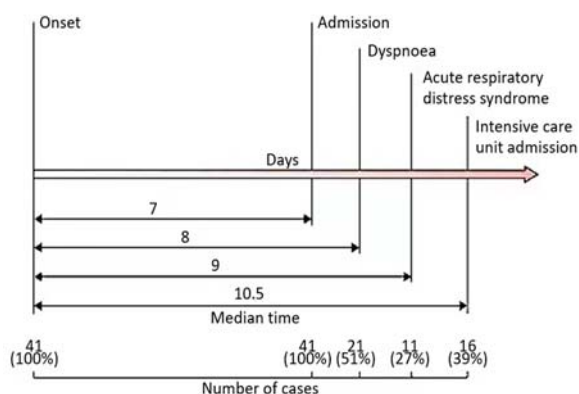 Onset
Admission
Dyspnoea
Acute respiratory
distress syndrome
Intensive care
unit admission
Days
7
8
9
10.5
Median time
41 41 21 11 16
(100%) (100%) (51%) (27%) (39%)
Number of cases